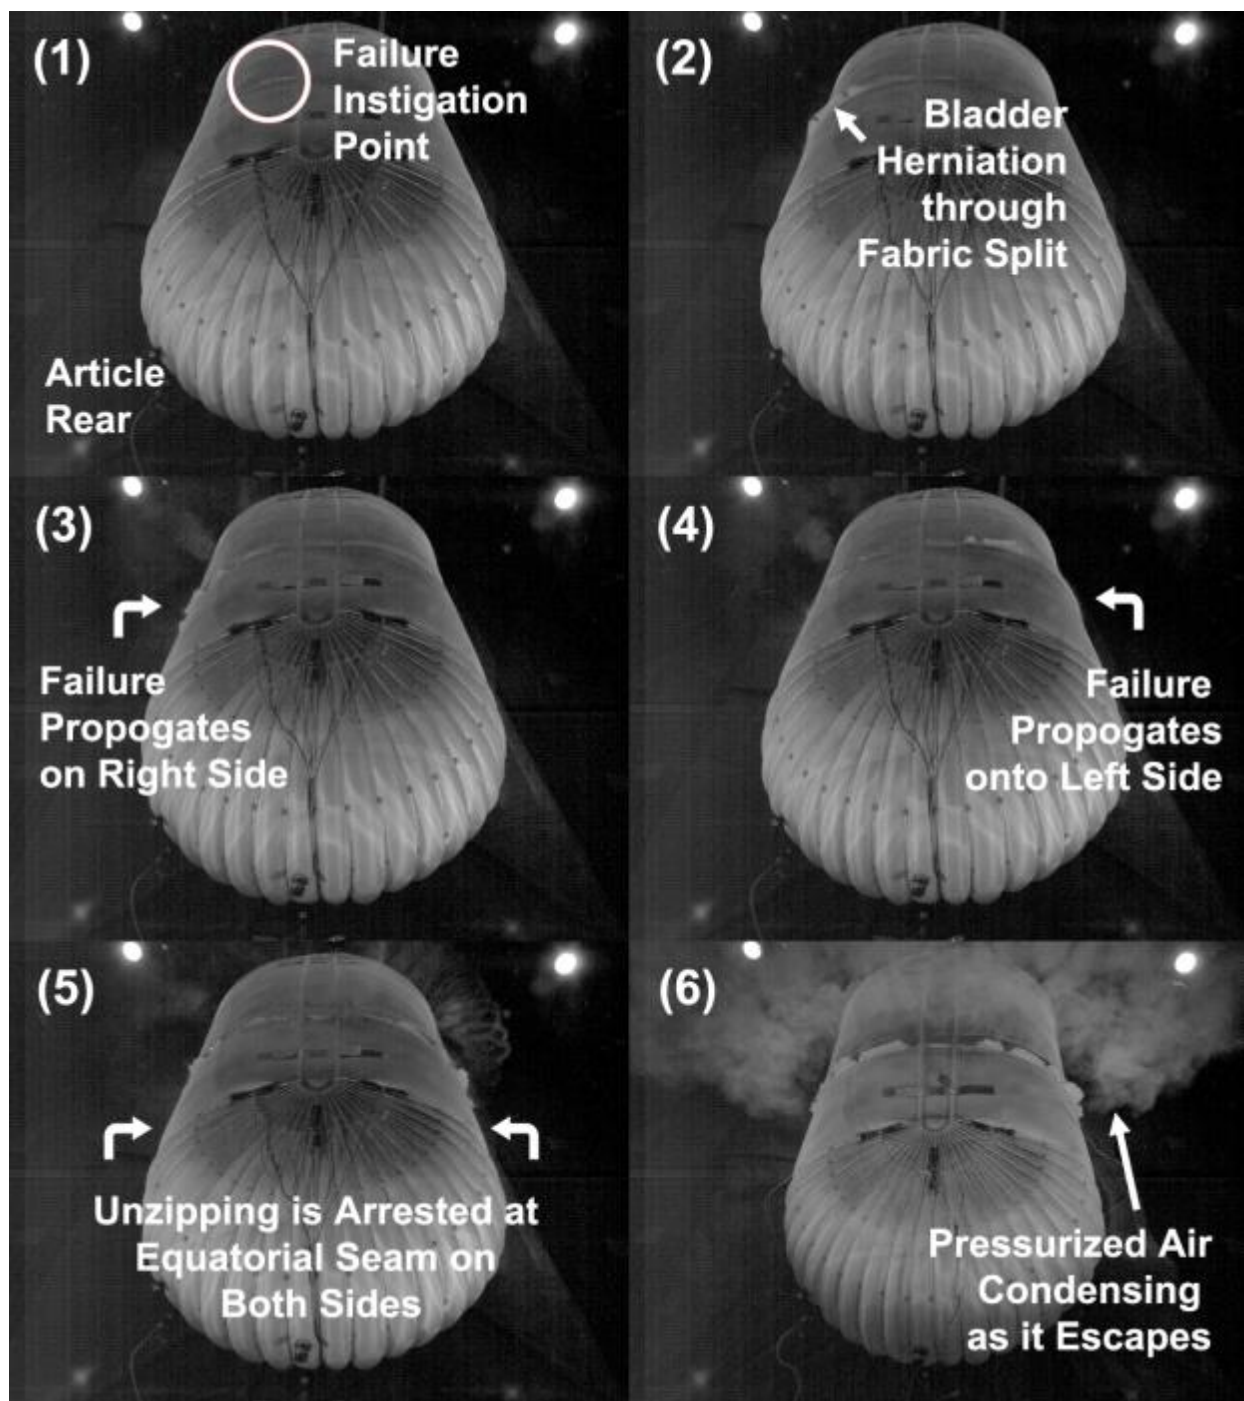 (1)
Failure
Instigation
Point
Article
Rear
(2)
Bladder
Herniation
through
Fabric Split
(3)
Failure
Propogates
on Right Side
(4)
Failure
Propogates
onto Left Side
(5)
Unzipping is Arrested at
Equatorial Seam on
Both Sides
(6)
Pressurized Air
Condensing
as it Escapes